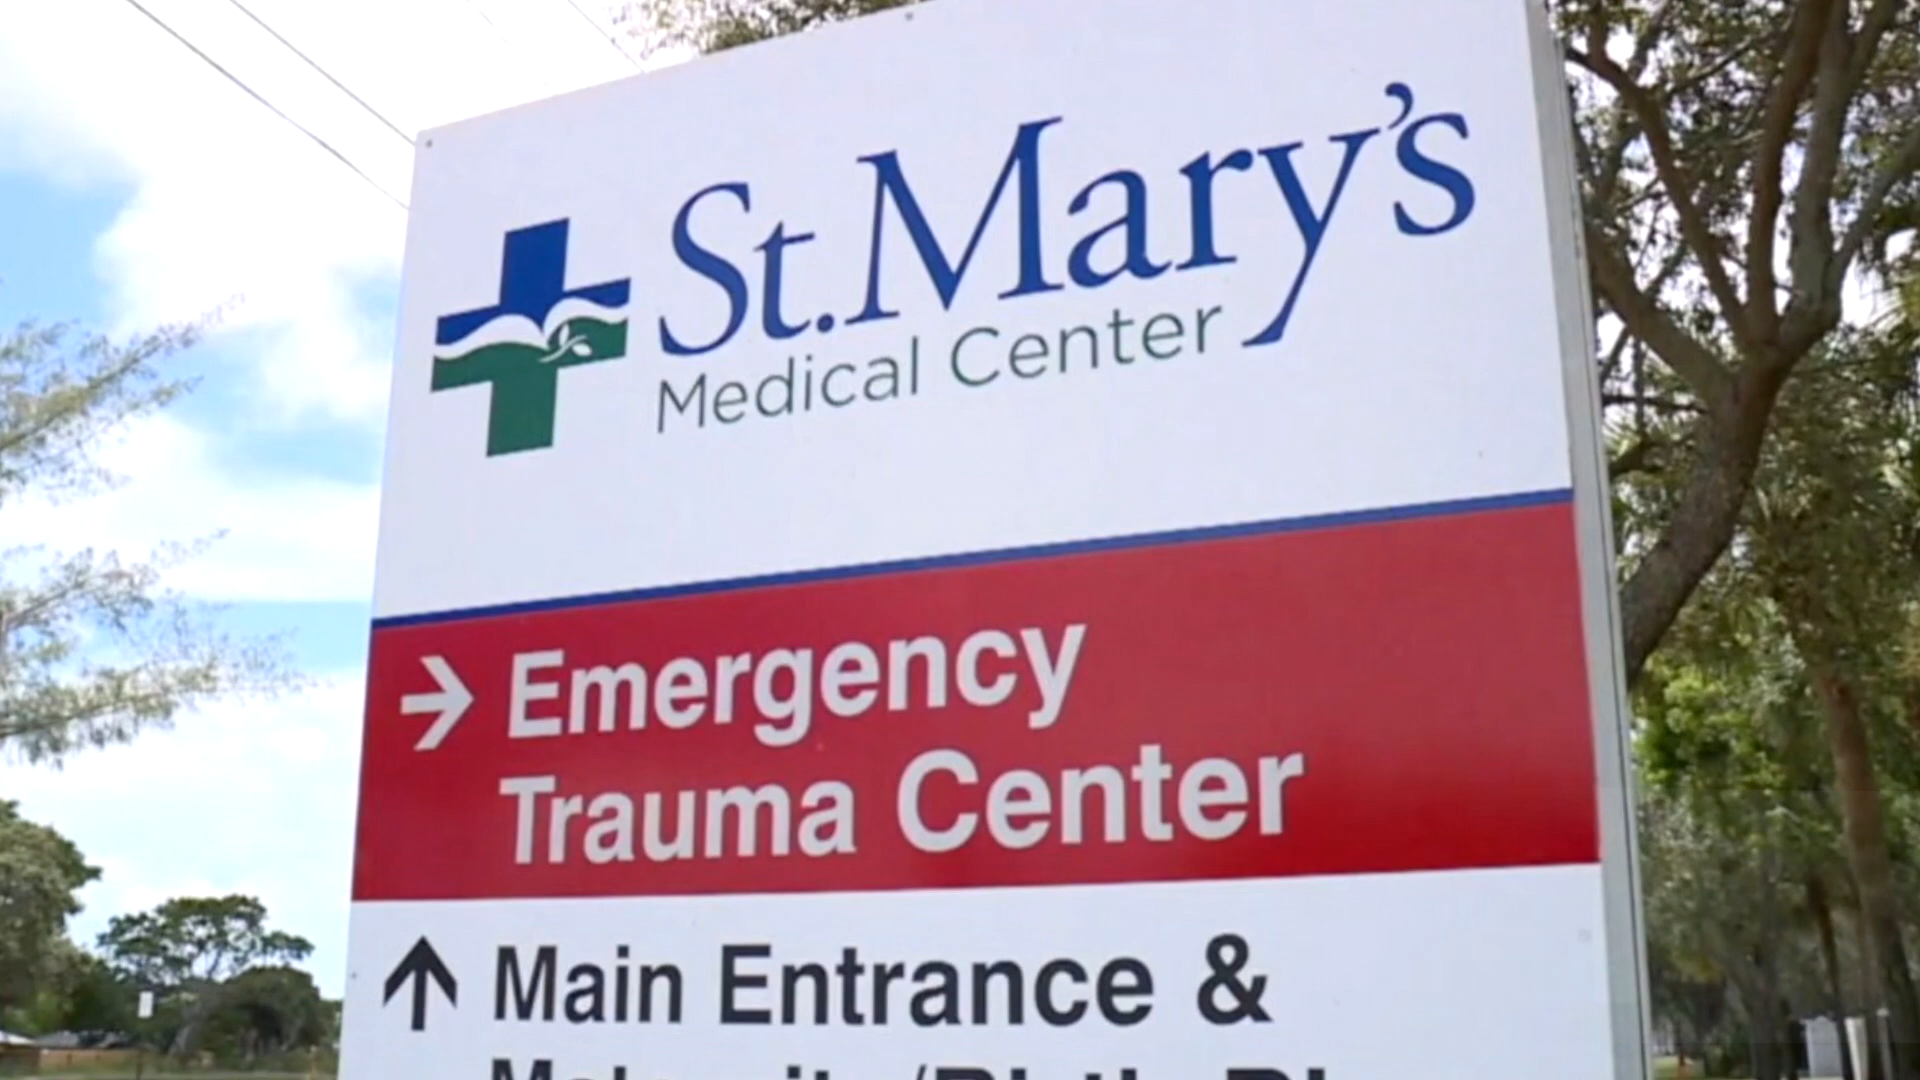 St. Mary's
Medical Center
→ Emergency
Trauma Center
↑ Main Entrance &